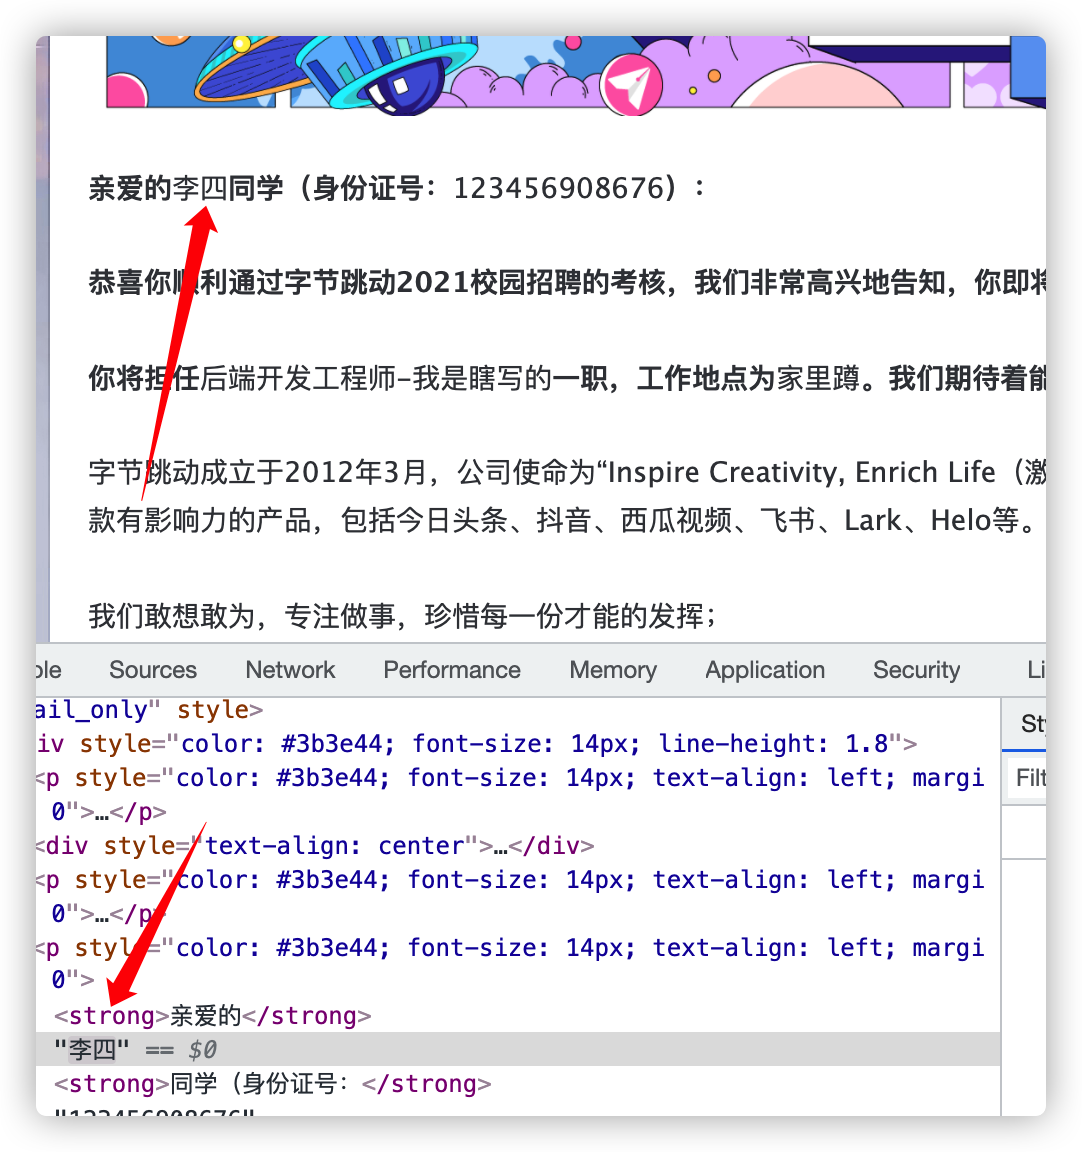 亲爱的李四同学（身份证号：123456908676）：
恭喜你顺利通过字节跳动2021校园招聘的考核，我们非常高兴地告知，你即将
你将担任后端开发工程师-我是瞎写的一职，工作地点为家里蹲。我们期待着能
字节跳动成立于2012年3月，公司使命为“Inspire Creativity, Enrich Life（激
款有影响力的产品，包括今日头条、抖音、西瓜视频、飞书、Lark、Helo等。
我们敢想敢为，专注做事，珍惜每一份才能的发挥；
ole Sources Network Performance Memory Application Security Li
ail_only" style>
Sty
iv style="color: #3b3e44; font-size: 14px; line-height: 1.8">
<p style="color: #3b3e44; font-size: 14px; text-align: left; margi
Filt
0">…</p>
<div style="text-align: center">…</div>
<p style="color: #3b3e44; font-size: 14px; text-align: left; margi
0">…</p>
<p style="color: #3b3e44; font-size: 14px; text-align: left; margi
0">
<strong>亲爱的</strong>
"李四" == $0
<strong>同学（身份证号：</strong>
"123456908676"